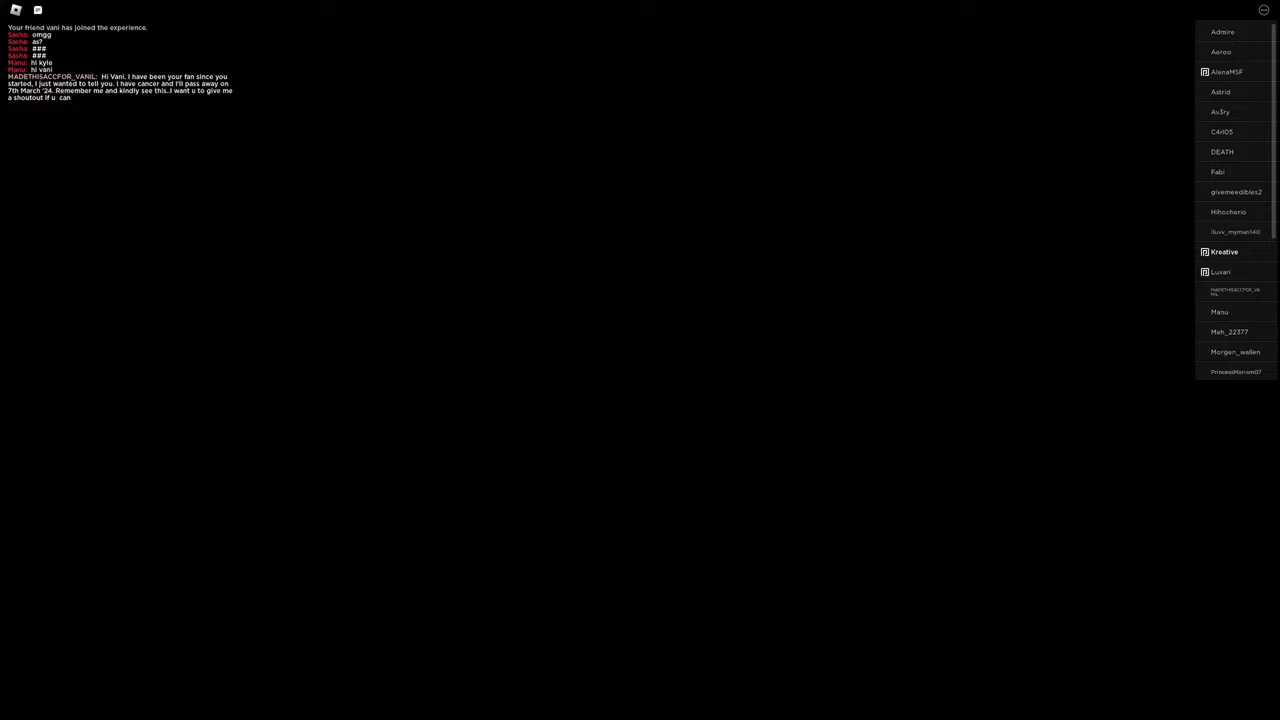 Your friend vani has joined the experience.
Sasha: omgg
Sasha: as?
Sasha: ###
Sasha: ###
Manu: hi kyle
Manu: hi vani
MADETHISACCFOR_VANIL: Hi Vani. I have been your fan since you
started, I just wanted to tell you. I have cancer and I'll pass away on
7th March '24. Remember me and kindly see this..I want u to give me
a shoutout if u can
Admire
Aeroo
AlenaMSF
Astrid
Av3ry
C4rl05
DEATH
Fabi
givemeedibles2
Hihocherio
iluvv_myman140
Kreative
Luxari
MADETHISACCFOR_VA
NIL
Manu
Meh_22377
Morgen_wallen
PrincessMariam07